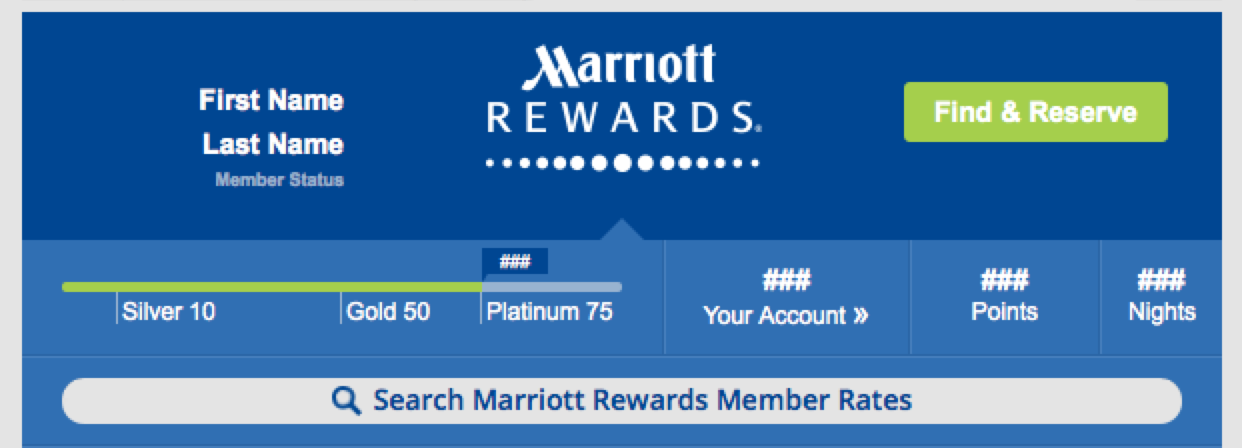 First Name
Last Name
Member Status
Marriott
REWARDS.
Find & Reserve
###
Silver 10
Gold 50
Platinum 75
###
Your Account »
###
Points
###
Nights
Search Marriott Rewards Member Rates